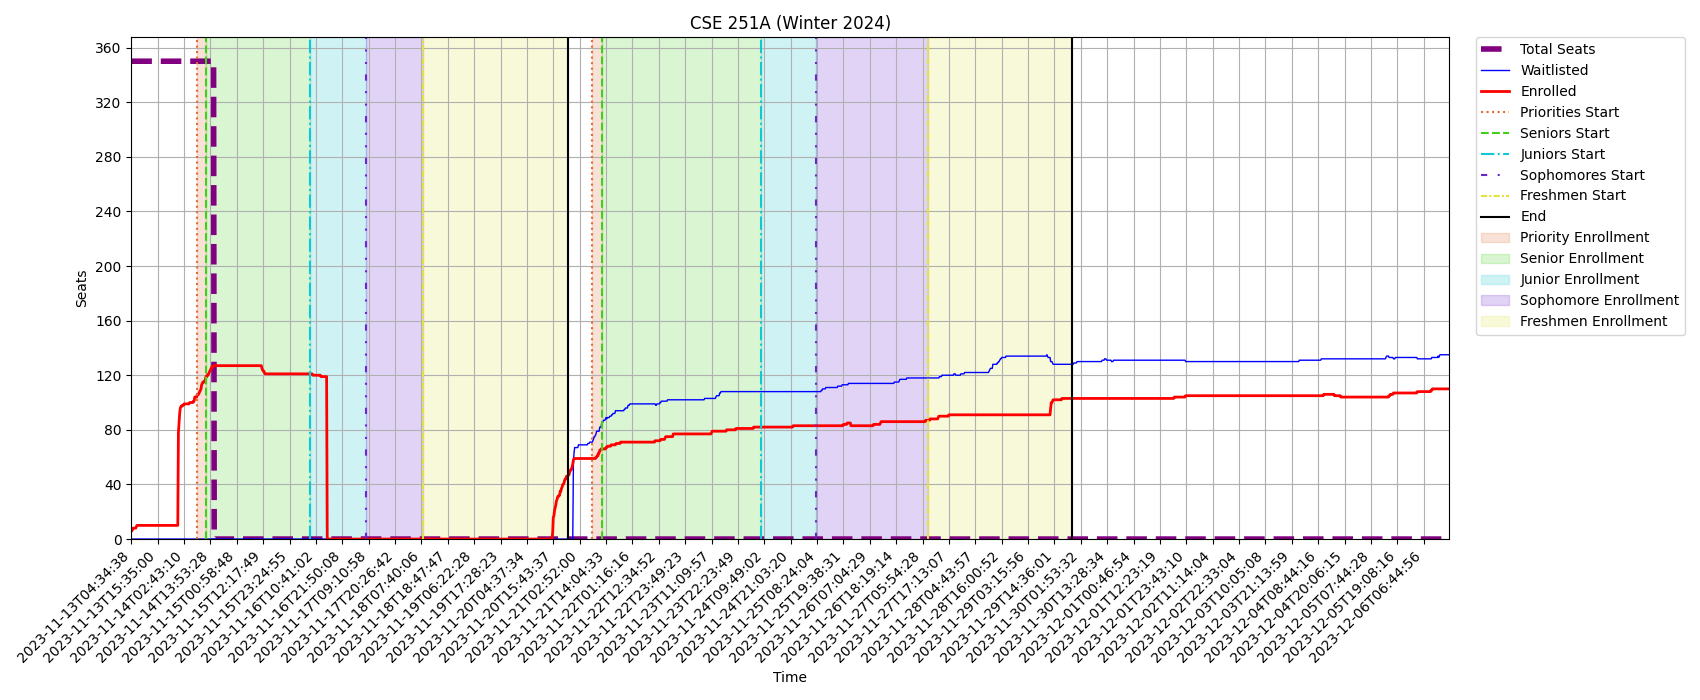 CSE 251A (Winter 2024)
Seats
360
320
280
240
200
160
120
80
40
0
2023-11-13T04:34:38
2023-11-13T15:35:00
2023-11-14T02:43:10
2023-11-14T13:53:28
2023-11-15T00:58:48
2023-11-15T12:17:49
2023-11-15T23:24:55
2023-11-16T10:41:02
2023-11-16T21:50:08
2023-11-17T09:10:58
2023-11-17T20:26:42
2023-11-18T07:40:06
2023-11-18T18:47:47
2023-11-19T06:22:28
2023-11-19T17:28:23
2023-11-20T04:37:34
2023-11-20T15:43:37
2023-11-21T02:52:00
2023-11-21T14:04:33
2023-11-22T01:16:16
2023-11-22T12:34:52
2023-11-22T23:49:23
2023-11-23T11:09:57
2023-11-23T22:23:49
2023-11-24T09:49:02
2023-11-24T21:03:20
2023-11-25T08:24:04
2023-11-25T19:38:31
2023-11-26T07:04:29
2023-11-26T18:19:14
2023-11-27T05:54:28
2023-11-27T17:13:07
2023-11-28T04:43:57
2023-11-28T16:00:52
2023-11-29T03:15:56
2023-11-29T14:36:01
2023-11-30T01:53:32
2023-11-30T13:28:34
2023-12-01T00:46:54
2023-12-01T12:23:19
2023-12-01T23:43:10
2023-12-02T11:14:04
2023-12-02T22:33:04
2023-12-03T10:05:08
2023-12-03T21:13:59
2023-12-04T08:44:16
2023-12-04T20:06:15
2023-12-05T07:44:28
2023-12-05T19:08:16
2023-12-06T06:44:56
Time
Total Seats
Waitlisted
Enrolled
Priorities Start
Seniors Start
Juniors Start
Sophomores Start
Freshmen Start
End
Priority Enrollment
Senior Enrollment
Junior Enrollment
Sophomore Enrollment
Freshmen Enrollment